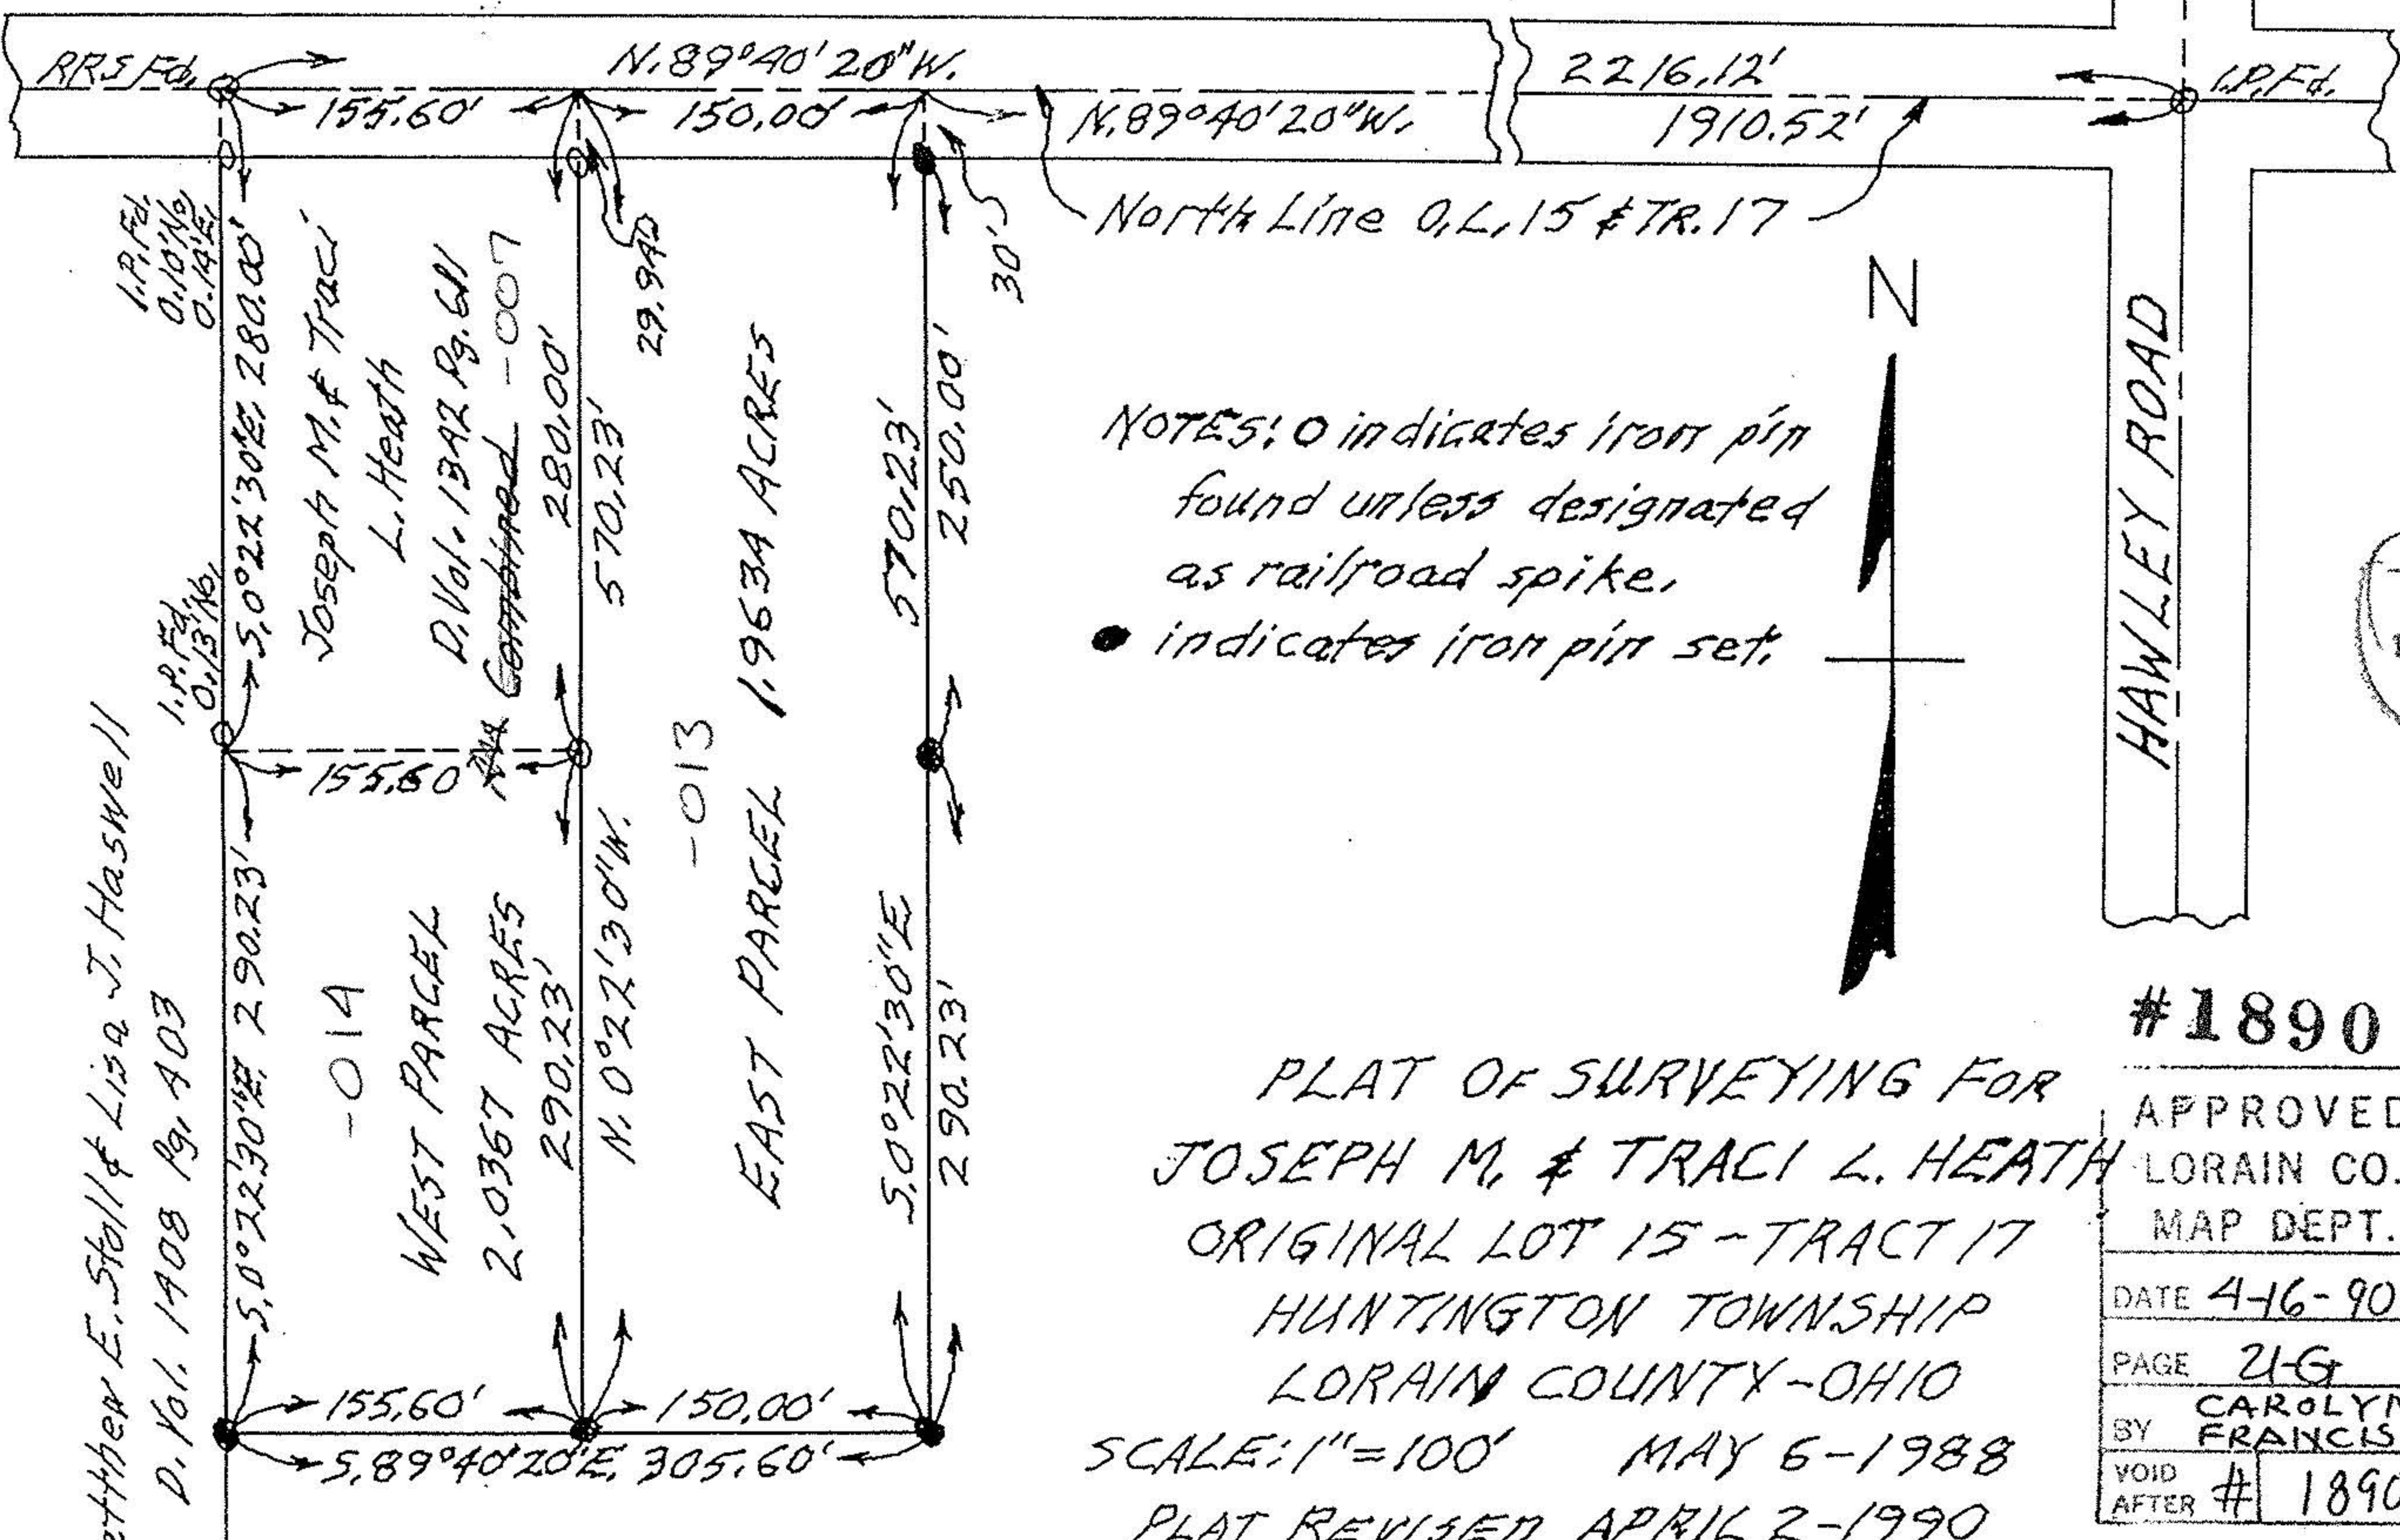 RRS Fd.
N.89°40'20"W.
2216.12'
I.P.Fd.
155.60'
150.00'
N.89°40'20"W.
1910.52'
North Line O.L.15 & TR.17
30'
29.94'
I.P.Fd.
0.10'No.
0.14'E.
S.0°22'30"E. 280.00'
Joseph M. & Traci
L. Heath
D.Vol. 1342 Pg.611
Combined -007
280.00'
570.23'
570.23'
250.00'
N
HAWLEY ROAD
NOTES: O indicates iron pin
found unless designated
as railroad spike.
● indicates iron pin set.
I.P.Fd.
0.13'No.
155.60'
-013
EAST PARCEL 1.9634 ACRES
E. Stoll & Lisa J. Haswell
D.Vol. 1408 Pg. 403
S.0°22'30"E. 290.23'
-014
WEST PARCEL
2.0367 ACRES
290.23'
N.0°22'30"W.
S.0°22'30"E.
290.23'
155.60'
150.00'
S.89°40'20"E. 305.60'
PLAT OF SURVEYING FOR
JOSEPH M. & TRACI L. HEATH
ORIGINAL LOT 15 - TRACT 17
HUNTINGTON TOWNSHIP
LORAIN COUNTY - OHIO
SCALE: 1"=100' MAY 6-1988
PLAT REVISED APRIL 2-1990
#1890
APPROVED
LORAIN CO.
MAP DEPT.
DATE 4-16-90
PAGE 21-G
BY CAROLYN
FRANCIS
VOID
AFTER # 1890